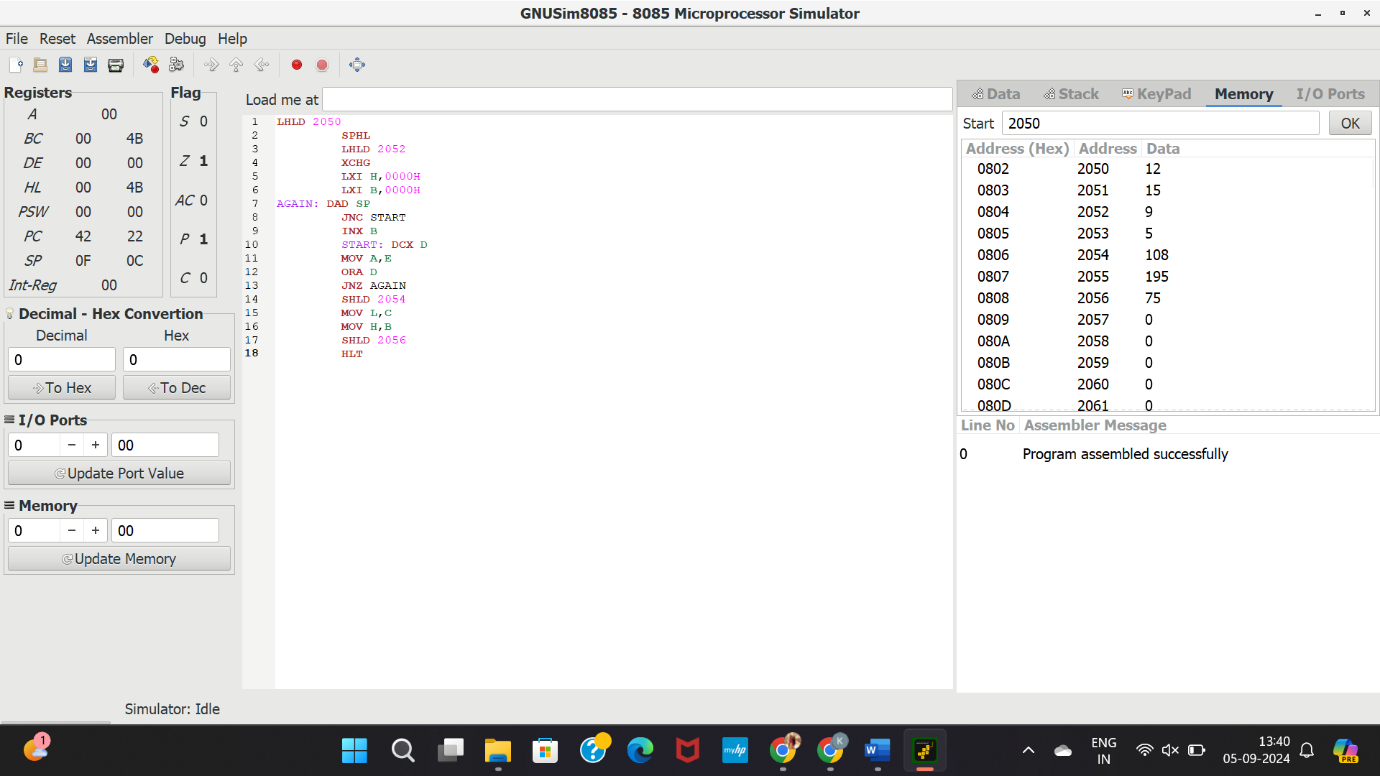 GNUSim8085 - 8085 Microprocessor Simulator
File Reset Assembler Debug Help
Registers
A 00
BC 00 4B
DE 00 00
HL 00 4B
PSW 00 00
PC 42 22
SP 0F 0C
Int-Reg 00
Flag
S 0
Z 1
AC 0
P 1
C 0
Decimal - Hex Convertion
Decimal Hex
0 0
To Hex To Dec
I/O Ports
0 - + 00
Update Port Value
Memory
0 - + 00
Update Memory
Load me at
1 LHLD 2050
2 SPHL
3 LHLD 2052
4 XCHG
5 LXI H,0000H
6 LXI B,0000H
7 AGAIN: DAD SP
8 JNC START
9 INX B
10 START: DCX D
11 MOV A,E
12 ORA D
13 JNZ AGAIN
14 SHLD 2054
15 MOV L,C
16 MOV H,B
17 SHLD 2056
18 HLT
Data Stack KeyPad Memory I/O Ports
Start 2050 OK
Address (Hex) Address Data
0802 2050 12
0803 2051 15
0804 2052 9
0805 2053 5
0806 2054 108
0807 2055 195
0808 2056 75
0809 2057 0
080A 2058 0
080B 2059 0
080C 2060 0
080D 2061 0
Line No Assembler Message
0 Program assembled successfully
Simulator: Idle
1
myhp
K
W
ENG
IN
13:40
05-09-2024
PRE